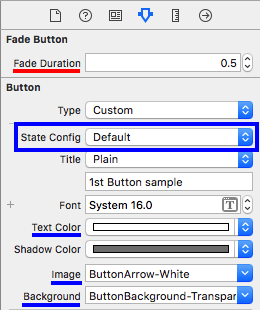 Fade Button
Fade Duration 0.5
Button
Type Custom
State Config Default
Title Plain
1st Button sample
+ Font System 16.0 T
Text Color
Shadow Color
Image ButtonArrow-White
Background ButtonBackground-Transpar